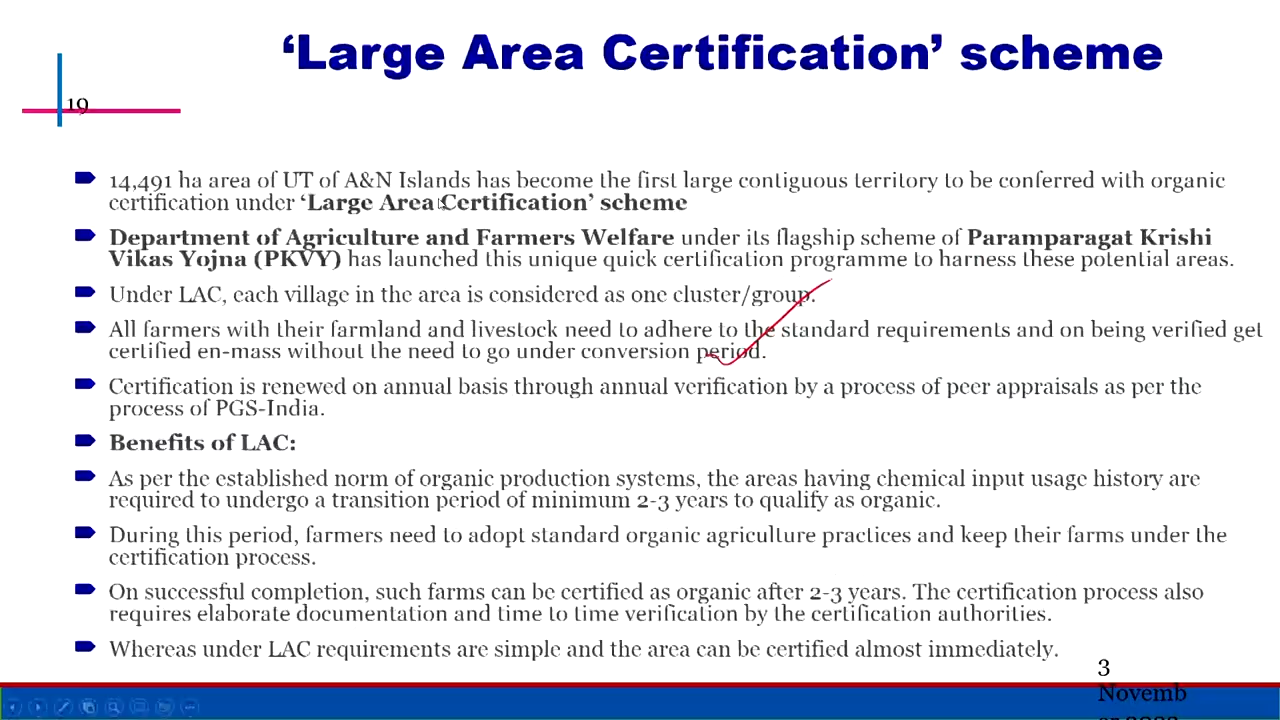 ‘Large Area Certification’ scheme
19
14,491 ha area of UT of A&N Islands has become the first large contiguous territory to be conferred with organic
certification under ‘Large Area Certification’ scheme
Department of Agriculture and Farmers Welfare under its flagship scheme of Paramparagat Krishi
Vikas Yojna (PKVY) has launched this unique quick certification programme to harness these potential areas.
Under LAC, each village in the area is considered as one cluster/group.
All farmers with their farmland and livestock need to adhere to the standard requirements and on being verified get
certified en-mass without the need to go under conversion period.
Certification is renewed on annual basis through annual verification by a process of peer appraisals as per the
process of PGS-India.
Benefits of LAC:
As per the established norm of organic production systems, the areas having chemical input usage history are
required to undergo a transition period of minimum 2-3 years to qualify as organic.
During this period, farmers need to adopt standard organic agriculture practices and keep their farms under the
certification process.
On successful completion, such farms can be certified as organic after 2-3 years. The certification process also
requires elaborate documentation and time to time verification by the certification authorities.
Whereas under LAC requirements are simple and the area can be certified almost immediately.
3
Novemb